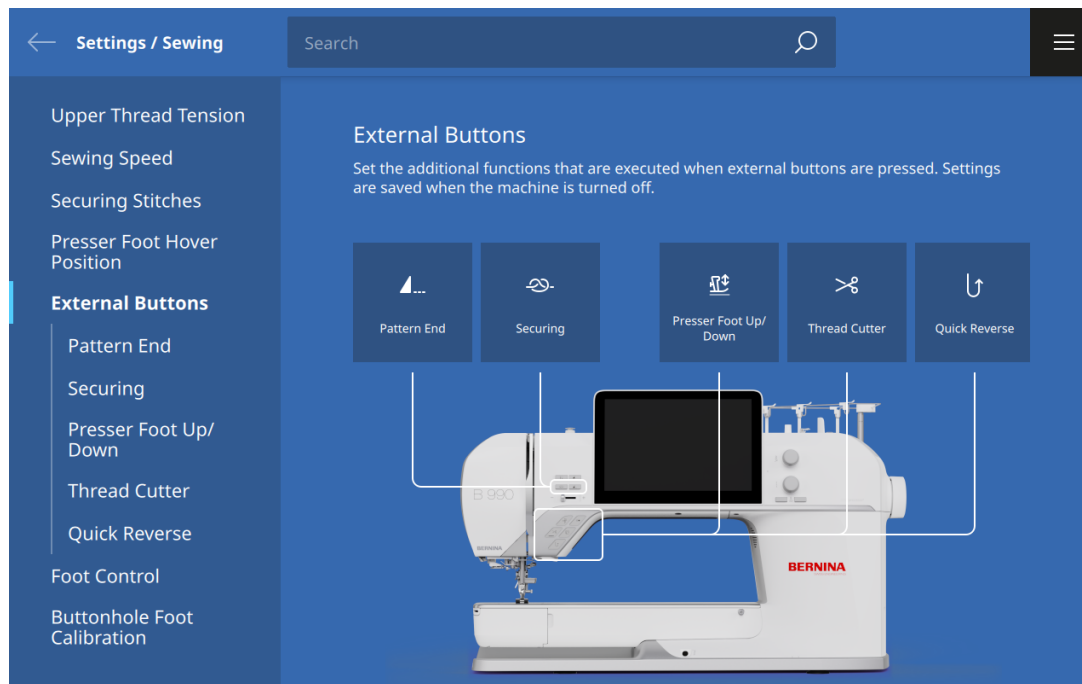 Settings / Sewing
Search
Upper Thread Tension
Sewing Speed
Securing Stitches
Presser Foot Hover
Position
External Buttons
Pattern End
Securing
Presser Foot Up/
Down
Thread Cutter
Quick Reverse
Foot Control
Buttonhole Foot
Calibration
External Buttons
Set the additional functions that are executed when external buttons are pressed. Settings
are saved when the machine is turned off.
Pattern End
Securing
Presser Foot Up/
Down
Thread Cutter
Quick Reverse
B 990
BERNINA
BERNINA